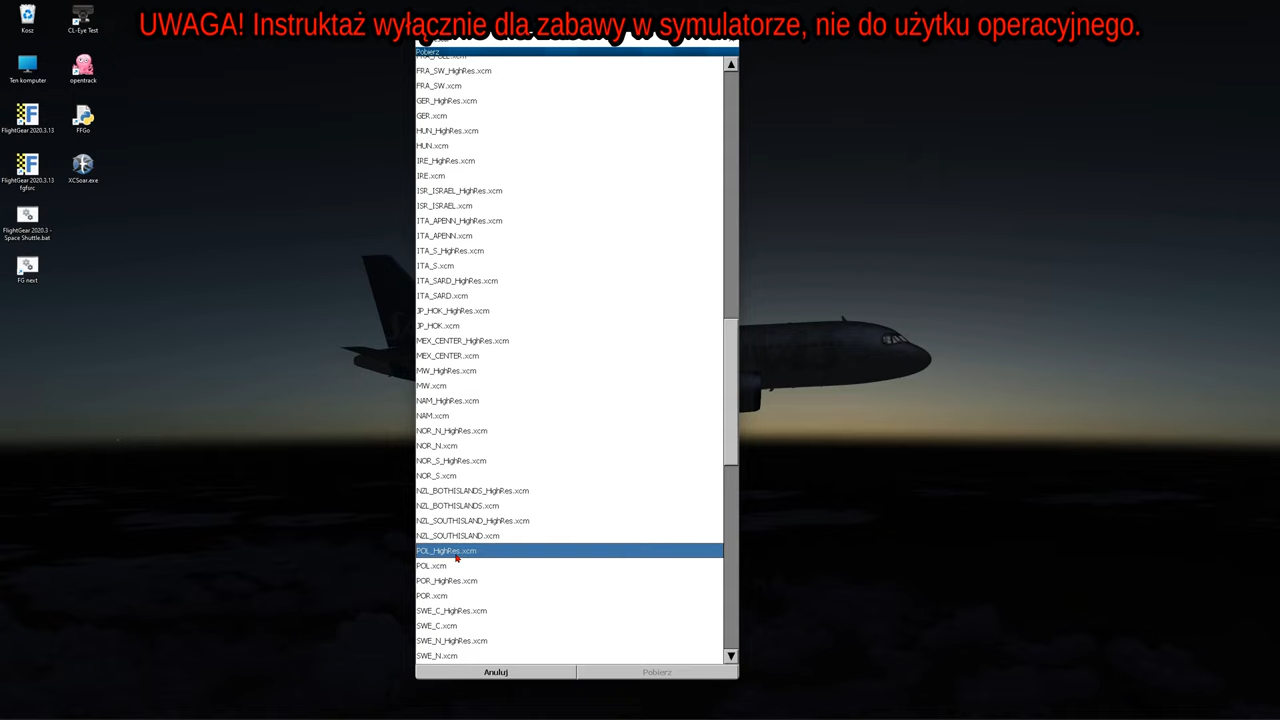 UWAGA! Instruktaż wyłącznie dla zabawy w symulatorze, nie do użytku operacyjnego.
Kosz
CL-Eye Test
Ten komputer
opentrack
FlightGear 2020.3.13
FFGo
FlightGear 2020.3.13
fgfsrc
XCSoar.exe
FlightGear 2020.3 -
Space Shuttle.bat
FG next
Pobierz
FRA_SW_HighRes.xcm
FRA_SW.xcm
GER_HighRes.xcm
GER.xcm
HUN_HighRes.xcm
HUN.xcm
IRE_HighRes.xcm
IRE.xcm
ISR_ISRAEL_HighRes.xcm
ISR_ISRAEL.xcm
ITA_APENN_HighRes.xcm
ITA_APENN.xcm
ITA_S_HighRes.xcm
ITA_S.xcm
ITA_SARD_HighRes.xcm
ITA_SARD.xcm
JP_HOK_HighRes.xcm
JP_HOK.xcm
MEX_CENTER_HighRes.xcm
MEX_CENTER.xcm
MW_HighRes.xcm
MW.xcm
NAM_HighRes.xcm
NAM.xcm
NOR_N_HighRes.xcm
NOR_N.xcm
NOR_S_HighRes.xcm
NOR_S.xcm
NZL_BOTHISLANDS_HighRes.xcm
NZL_BOTHISLANDS.xcm
NZL_SOUTHISLAND_HighRes.xcm
NZL_SOUTHISLAND.xcm
POL_HighRes.xcm
POL.xcm
POR_HighRes.xcm
POR.xcm
SWE_C_HighRes.xcm
SWE_C.xcm
SWE_N_HighRes.xcm
SWE_N.xcm
Anuluj
Pobierz